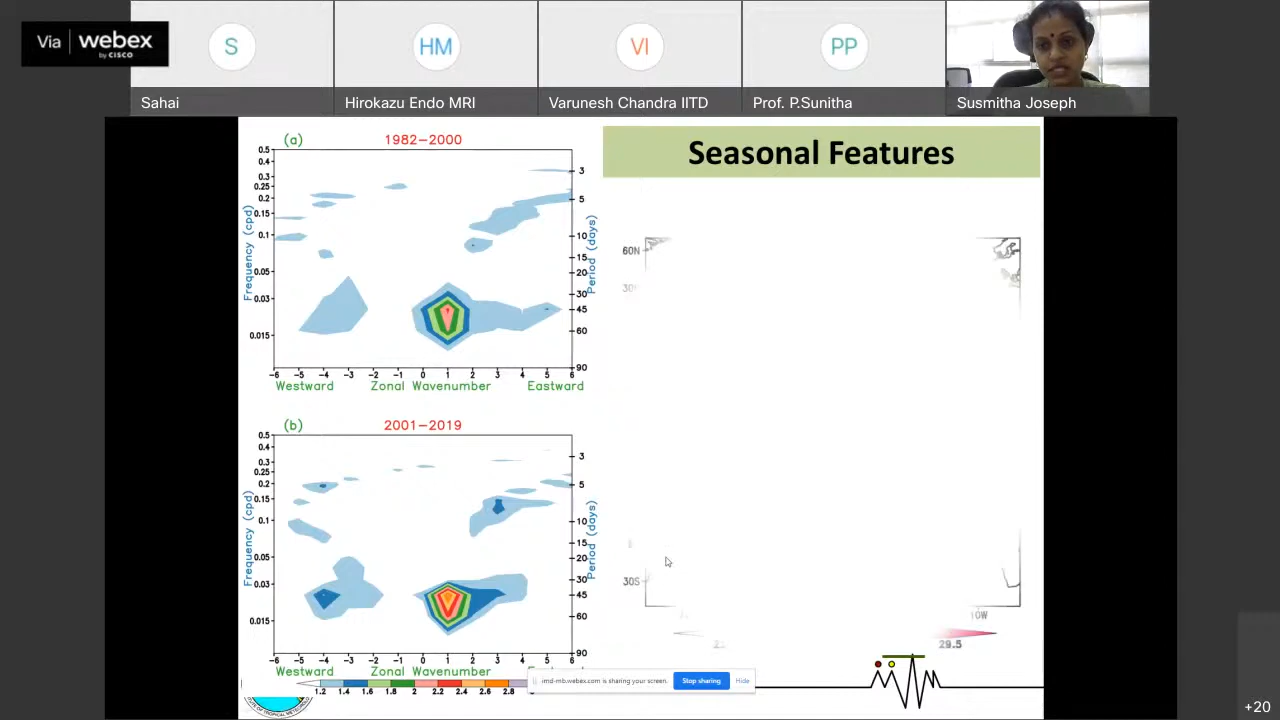 Via webex
by CISCO
S
HM
VI
PP
Sahai
Hirokazu Endo MRI
Varunesh Chandra IITD
Prof. P.Sunitha
Susmitha Joseph
(a) 1982−2000
Seasonal Features
0.5
0.4
0.3
0.25
0.2
0.15
0.1
0.05
0.03
0.015
Frequency (cpd)
3
5
10
15
20
30
45
60
90
Period (days)
-6 -5 -4 -3 -2 -1 0 1 2 3 4 5 6
Westward Zonal Wavenumber Eastward
60N
30S
29.5
(b) 2001−2019
0.5
0.4
0.3
0.25
0.2
0.15
0.1
0.05
0.03
0.015
Frequency (cpd)
3
5
10
15
20
30
45
60
90
Period (days)
-6 -5 -4 -3 -2 -1 0 1 2 3 4 5 6
Westward Zonal Wavenumber
1.2 1.4 1.6 1.8 2 2.2 2.4 2.6 2.8
imd-mb.webex.com is sharing your screen. Stop sharing Hide
+20